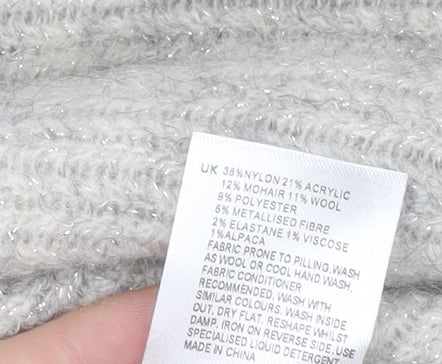 UK 38%NYLON 21% ACRYLIC
12% MOHAIR 11% WOOL
9% POLYESTER
5% METALLISED FIBRE
2% ELASTANE 1% VISCOSE
1%ALPACA
FABRIC PRONE TO PILLING.WASH
AS WOOL OR COOL HAND WASH.
FABRIC CONDITIONER
RECOMMENDED. WASH WITH
SIMILAR COLOURS. WASH INSIDE
OUT, DRY FLAT. RESHAPE WHILST
DAMP. IRON ON REVERSE SIDE. USE
SPECIALISED LIQUID DETERGENT.
MADE IN CHINA